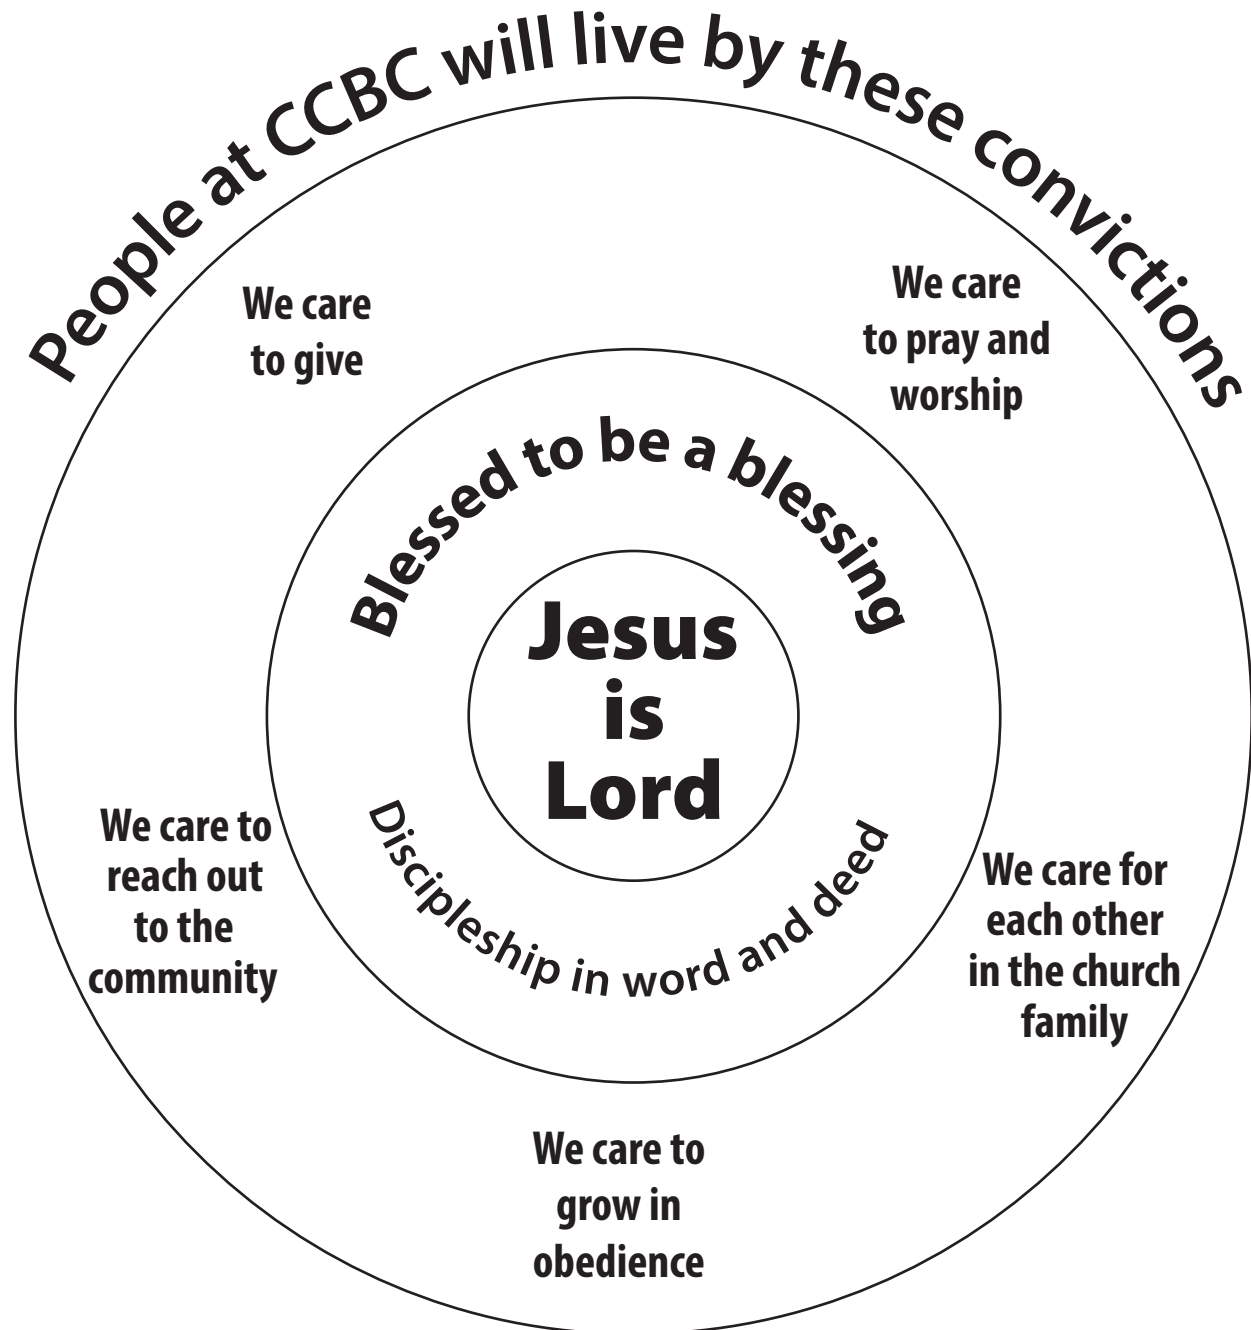 People at CCBC will live by these convictions
We care
to give
We care
to pray and
worship
Blessed to be a blessing
Jesus
is
Lord
Discipleship in word and deed
We care to
reach out
to the
community
We care for
each other
in the church
family
We care to
grow in
obedience